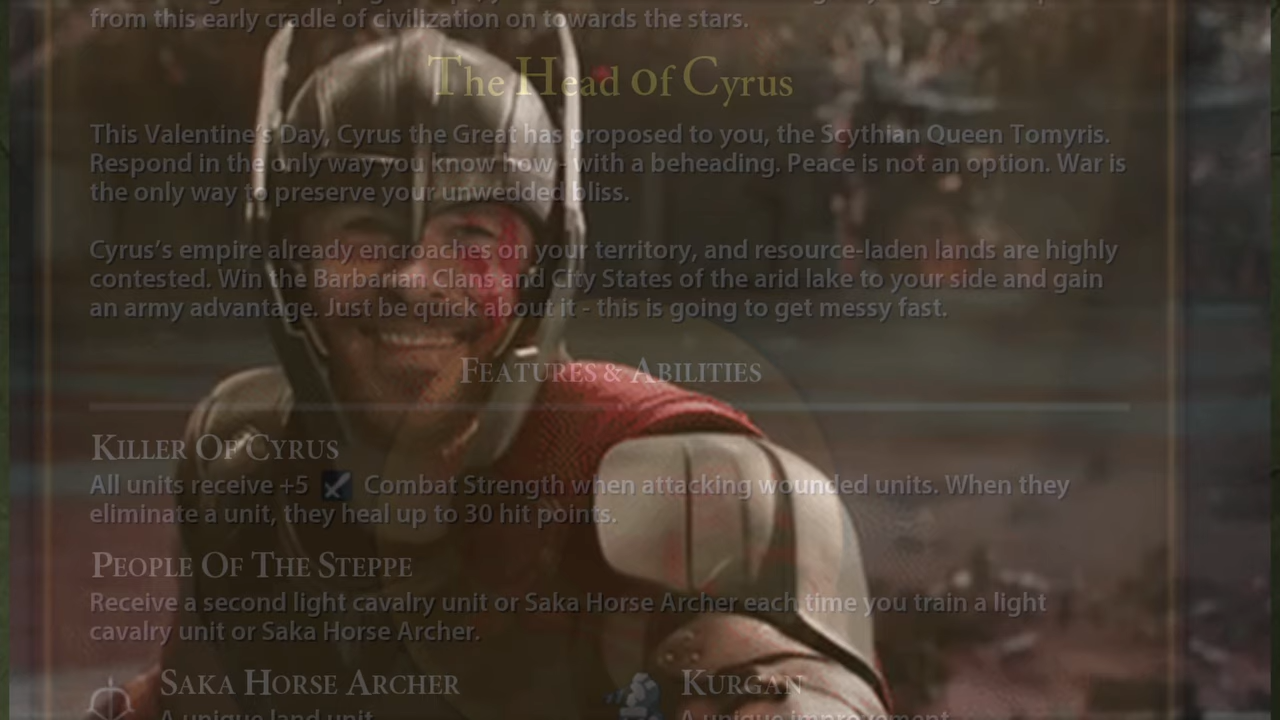 from this early cradle of civilization on towards the stars.
The Head of Cyrus
This Valentine's Day, Cyrus the Great has proposed to you, the Scythian Queen Tomyris.
Respond in the only way you know how - with a beheading. Peace is not an option. War is
the only way to preserve your unwedded bliss.
Cyrus's empire already encroaches on your territory, and resource-laden lands are highly
contested. Win the Barbarian Clans and City States of the arid lake to your side and gain
an army advantage. Just be quick about it - this is going to get messy fast.
Features & Abilities
Killer Of Cyrus
All units receive +5 Combat Strength when attacking wounded units. When they
eliminate a unit, they heal up to 30 hit points.
People Of The Steppe
Receive a second light cavalry unit or Saka Horse Archer each time you train a light
cavalry unit or Saka Horse Archer.
Saka Horse Archer Kurgan
A unique land unit A unique improvement